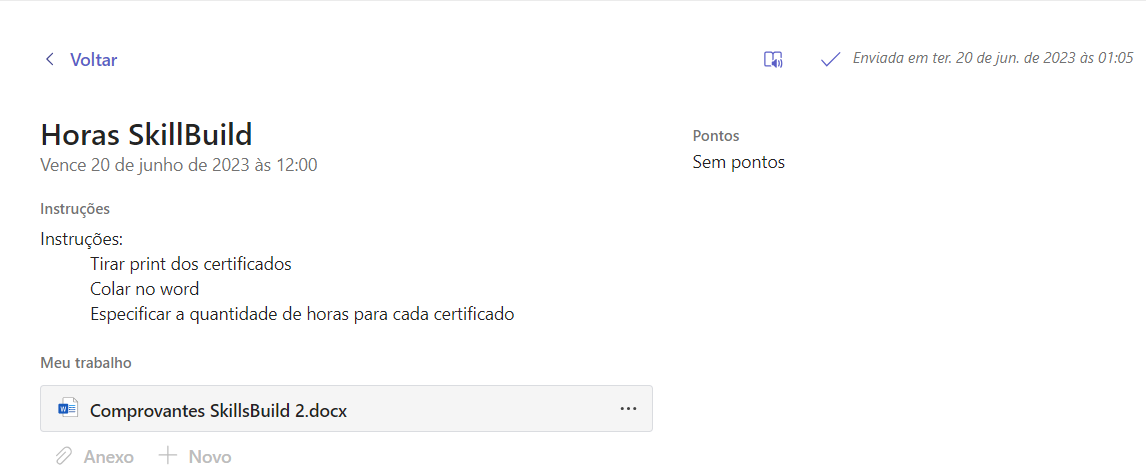 Voltar
Enviada em ter. 20 de jun. de 2023 às 01:05
Horas SkillBuild
Vence 20 de junho de 2023 às 12:00
Pontos
Sem pontos
Instruções
Instruções:
Tirar print dos certificados
Colar no word
Especificar a quantidade de horas para cada certificado
Meu trabalho
Comprovantes SkillsBuild 2.docx
Anexo
Novo